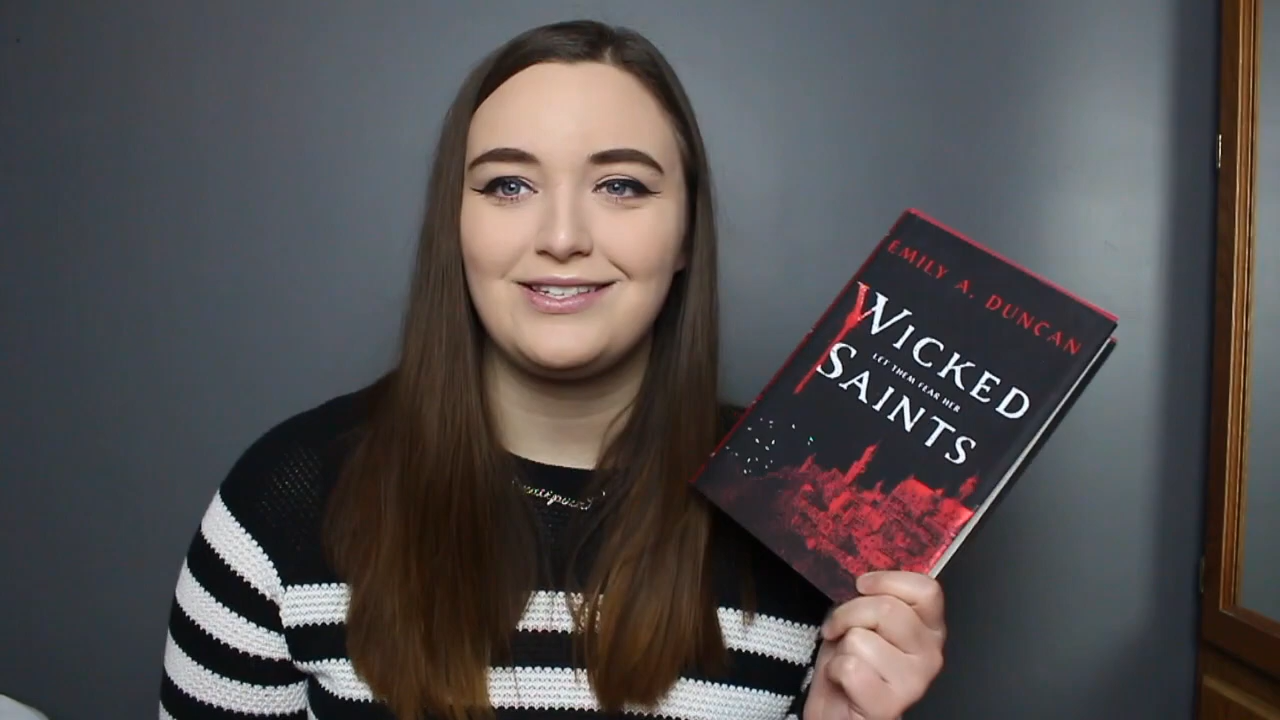 EMILY A. DUNCAN
WICKED
LET THEM FEAR HER
SAINTS